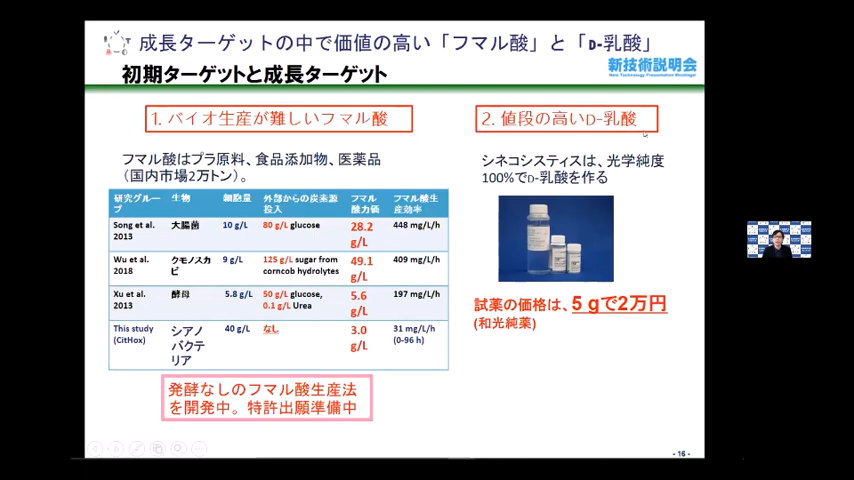 成長ターゲットの中で価値の高い「フマル酸」と「D-乳酸」
初期ターゲットと成長ターゲット
新技術説明会
New Technology Presentation Meetings!
1. バイオ生産が難しいフマル酸
2. 値段の高いD-乳酸
フマル酸はプラ原料、食品添加物、医薬品
（国内市場2万トン）。
シネコシスティスは、光学純度
100%でD-乳酸を作る
研究グループ 生物 細胞量 外部からの炭素源投入 フマル酸力価 フマル酸生産効率
Song et al. 2013 大腸菌 10 g/L 80 g/L glucose 28.2 g/L 448 mg/L/h
Wu et al. 2018 クモノスカビ 9 g/L 125 g/L sugar from corncob hydrolytes 49.1 g/L 409 mg/L/h
Xu et al. 2013 酵母 5.8 g/L 50 g/L glucose, 0.1 g/L Urea 5.6 g/L 197 mg/L/h
This study (CitHox) シアノバクテリア 40 g/L なし 3.0 g/L 31 mg/L/h (0-96 h)
試薬の価格は、5 gで2万円
(和光純薬)
発酵なしのフマル酸生産法
を開発中。特許出願準備中
- 16 -